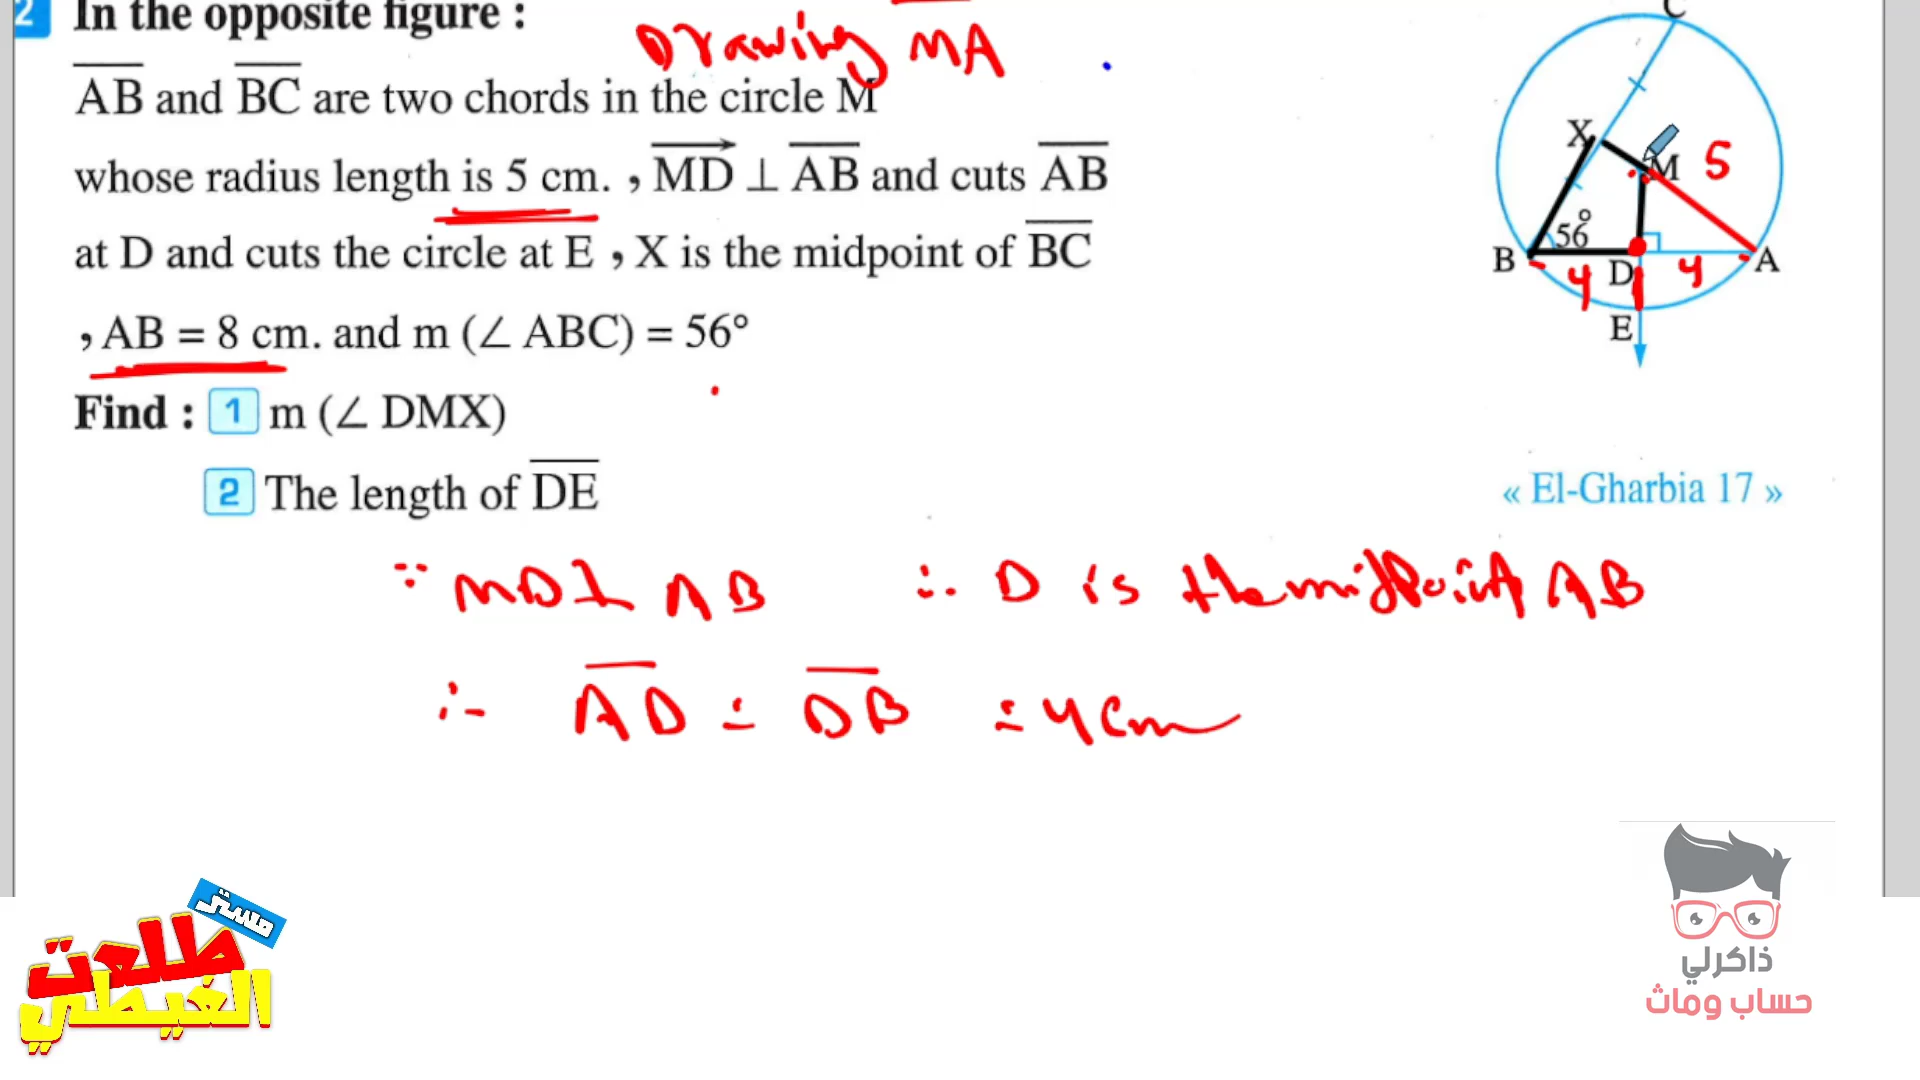 2 In the opposite figure :
Drawing MA
AB and BC are two chords in the circle M
whose radius length is 5 cm. , MD ⊥ AB and cuts AB
at D and cuts the circle at E , X is the midpoint of BC
, AB = 8 cm. and m (∠ ABC) = 56°
Find : 1 m (∠ DMX)
2 The length of DE
« El-Gharbia 17 »
C
X
M 5
56°
B 4 D 4 A
E
∵ MD ⊥ AB ∴ D is the midpoint AB
∴ AD = DB = 4 cm
مستر
طلعت
الغيطي
ذاكرلي
حساب وماث